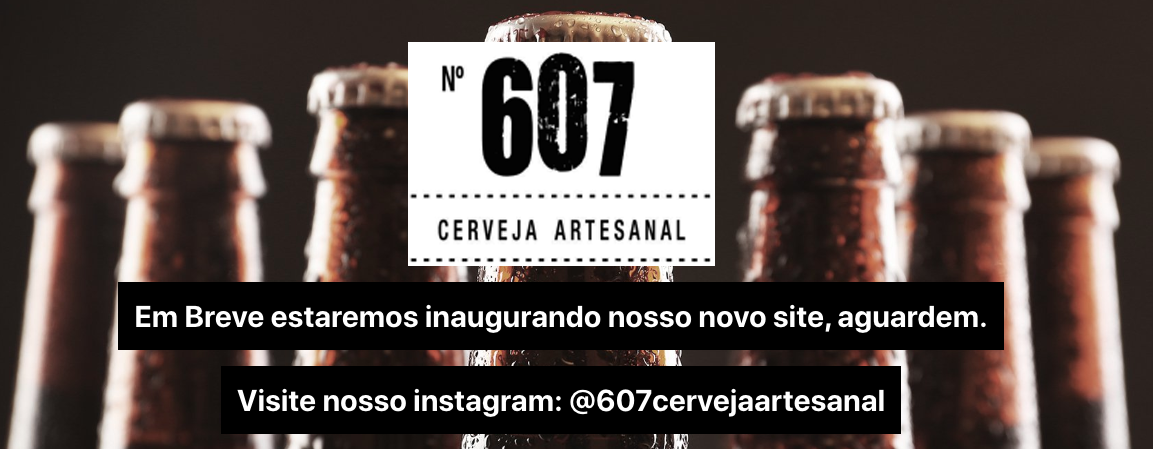 Nº 607
CERVEJA ARTESANAL
Em Breve estaremos inaugurando nosso novo site, aguardem.
Visite nosso instagram: @607cervejaartesanal